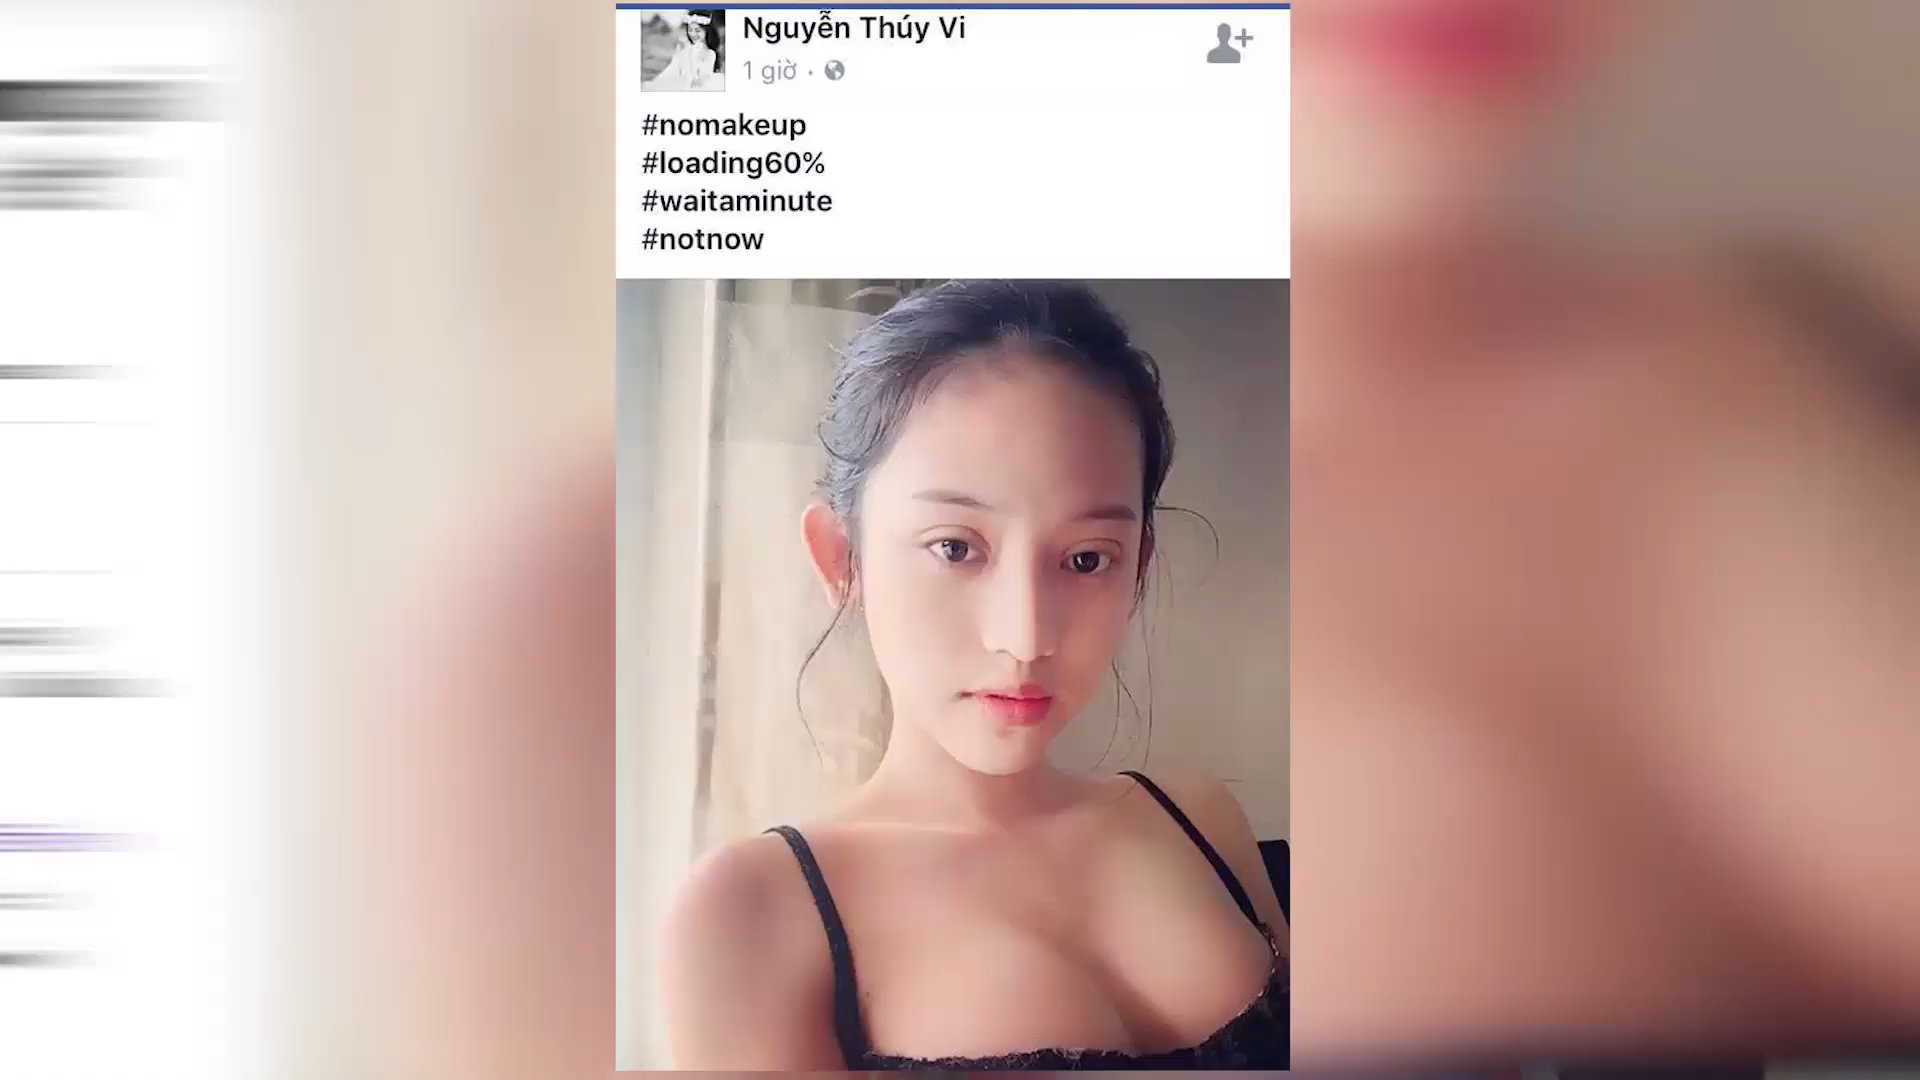 Nguyễn Thúy Vi
1 giờ ·
#nomakeup
#loading60%
#waitaminute
#notnow